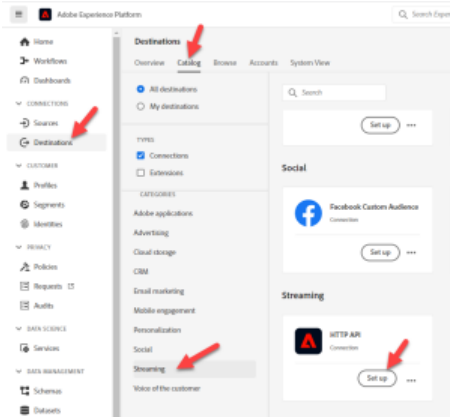 Adobe Experience Platform
Search Exper
Home
Workflows
Dashboards
CONNECTIONS
Sources
Destinations
CUSTOMER
Profiles
Segments
Identities
PRIVACY
Policies
Requests
Audits
DATA SCIENCE
Services
DATA MANAGEMENT
Schemas
Datasets
Destinations
Overview Catalog Browse Accounts System View
All destinations
My destinations
TYPES
Connections
Extensions
CATEGORIES
Adobe applications
Advertising
Cloud storage
CRM
Email marketing
Mobile engagement
Personalization
Social
Streaming
Voice of the customer
Search
Set up
Social
Facebook Custom Audience
Connection
Set up
Streaming
HTTP API
Connection
Set up